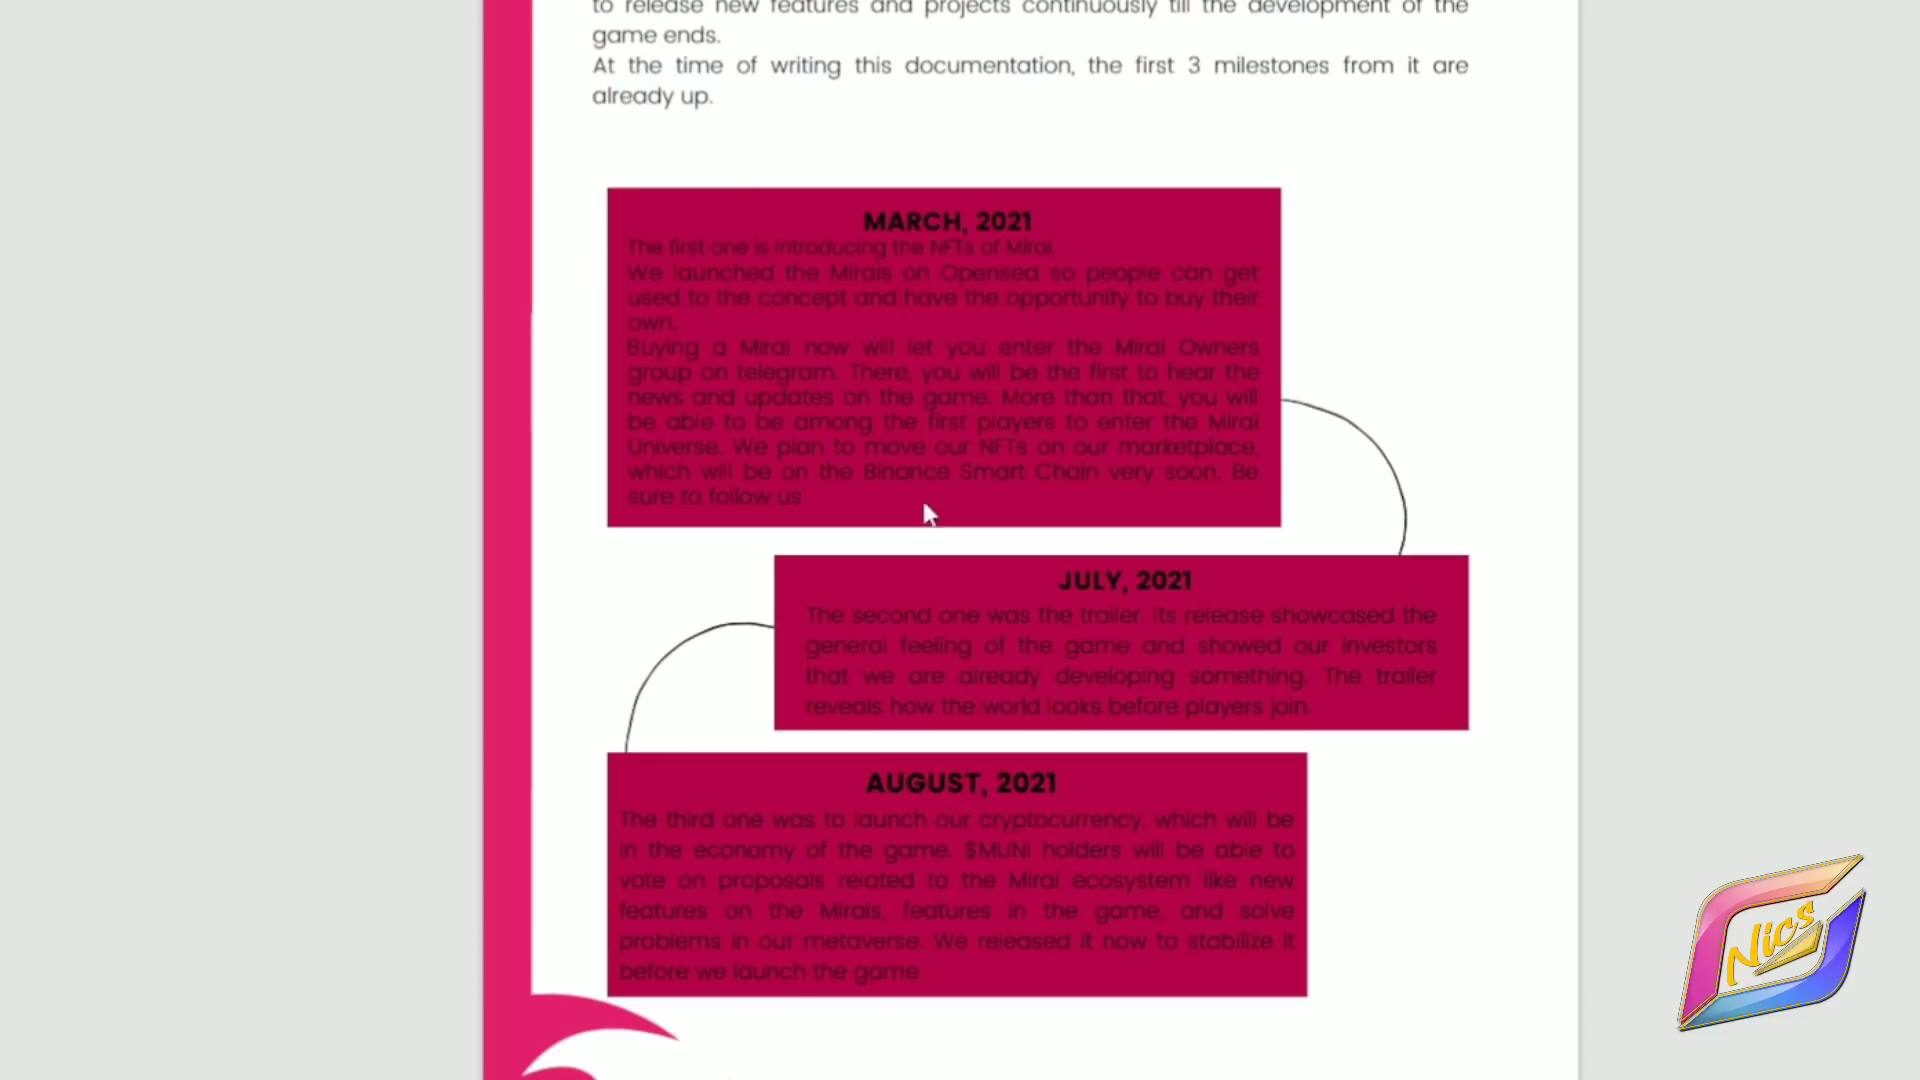 to release new features and projects continuously till the development of the
game ends.
At the time of writing this documentation, the first 3 milestones from it are
already up.
MARCH, 2021
The first one is introducing the NFTs of Mirai.
We launched the Mirais on Opensea so people can get
used to the concept and have the opportunity to buy their
own.
Buying a Mirai now will let you enter the Mirai Owners
group on telegram. There, you will be the first to hear the
news and updates on the game. More than that, you will
be able to be among the first players to enter the Mirai
Universe. We plan to move our NFTs on our marketplace,
which will be on the Binance Smart Chain very soon. Be
sure to follow us
JULY, 2021
The second one was the trailer. Its release showcased the
general feeling of the game and showed our investors
that we are already developing something. The trailer
reveals how the world looks before players join.
AUGUST, 2021
The third one was to launch our cryptocurrency, which will be
in the economy of the game. $MUNI holders will be able to
vote on proposals related to the Mirai ecosystem like new
features on the Mirais, features in the game, and solve
problems in our metaverse. We released it now to stabilize it
before we launch the game
Nics